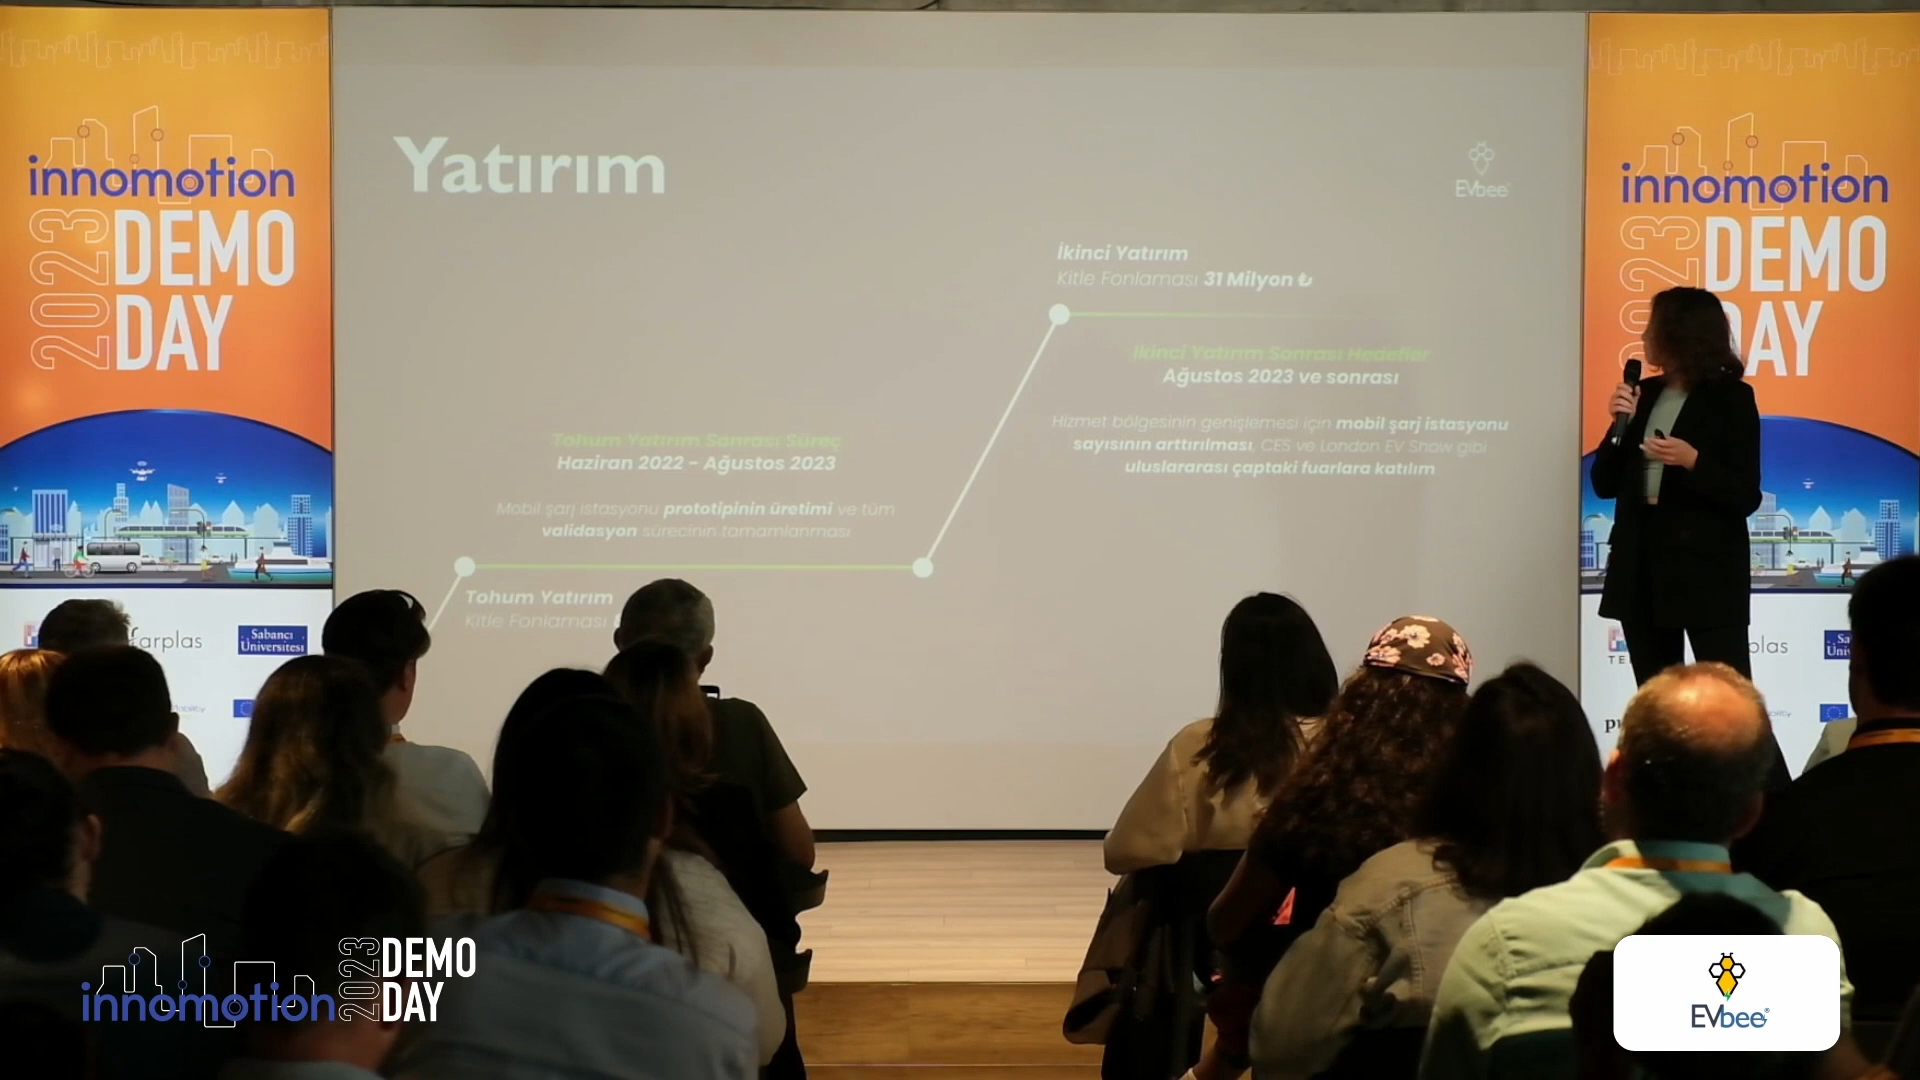 innomotion
2023
DEMO
DAY
arplas
Sabancı
Üniversitesi
Yatırım
EVbee
İkinci Yatırım
Kitle Fonlaması 31 Milyon ₺
İkinci Yatırım Sonrası Hedefler
Ağustos 2023 ve sonrası
Hizmet bölgesinin genişlemesi için mobil şarj istasyonu
sayısının arttırılması, CES ve London EV Show gibi
uluslararası çaptaki fuarlara katılım
Tohum Yatırım Sonrası Süreç
Haziran 2022 - Ağustos 2023
Mobil şarj istasyonu prototipinin üretimi ve tüm
validasyon sürecinin tamamlanması
Tohum Yatırım
Kitle Fonlaması
innomotion
2023
DEMO
DAY
innomotion
2023
DEMO
DAY
EVbee®